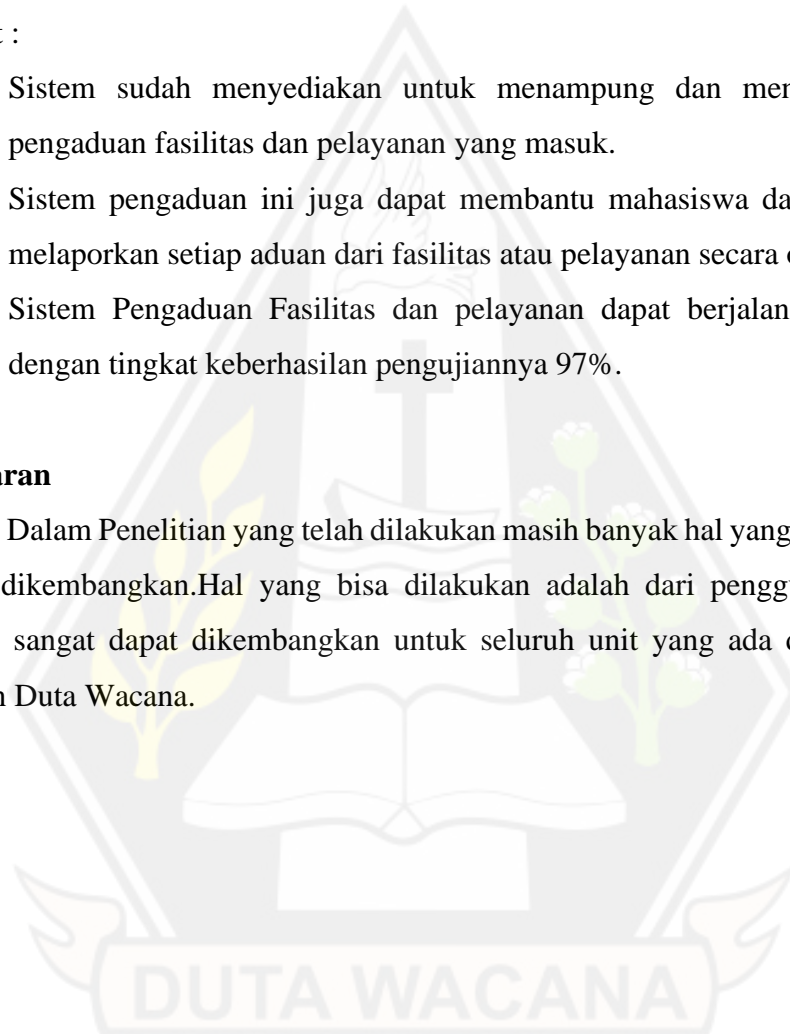 t :
Sistem sudah menyediakan untuk menampung dan mer
pengaduan fasilitas dan pelayanan yang masuk.
Sistem pengaduan ini juga dapat membantu mahasiswa da
melaporkan setiap aduan dari fasilitas atau pelayanan secara
Sistem Pengaduan Fasilitas dan pelayanan dapat berjalan
dengan tingkat keberhasilan pengujiannya 97%.
aran
Dalam Penelitian yang telah dilakukan masih banyak hal yang
dikembangkan.Hal yang bisa dilakukan adalah dari pengg
sangat dapat dikembangkan untuk seluruh unit yang ada
n Duta Wacana.
DUTA WACANA